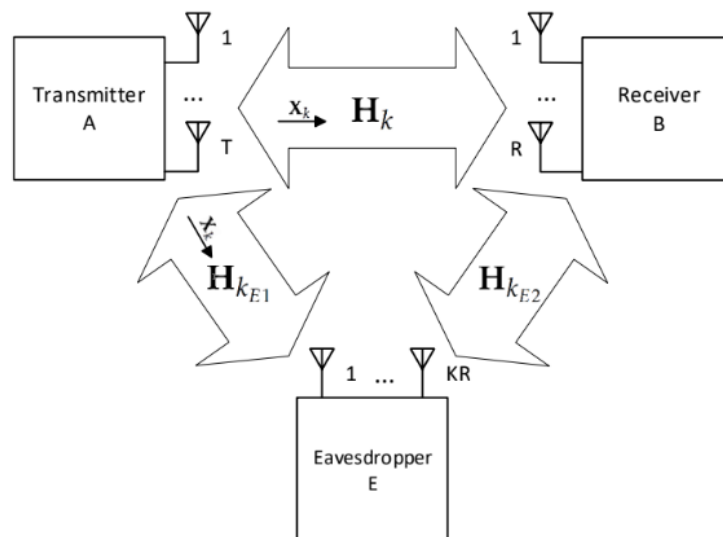 1
1
Transmitter
A
...
x_k
H_k
...
Receiver
B
T
R
x_k
H_{k_{E1}}
H_{k_{E2}}
1 ... KR
Eavesdropper
E